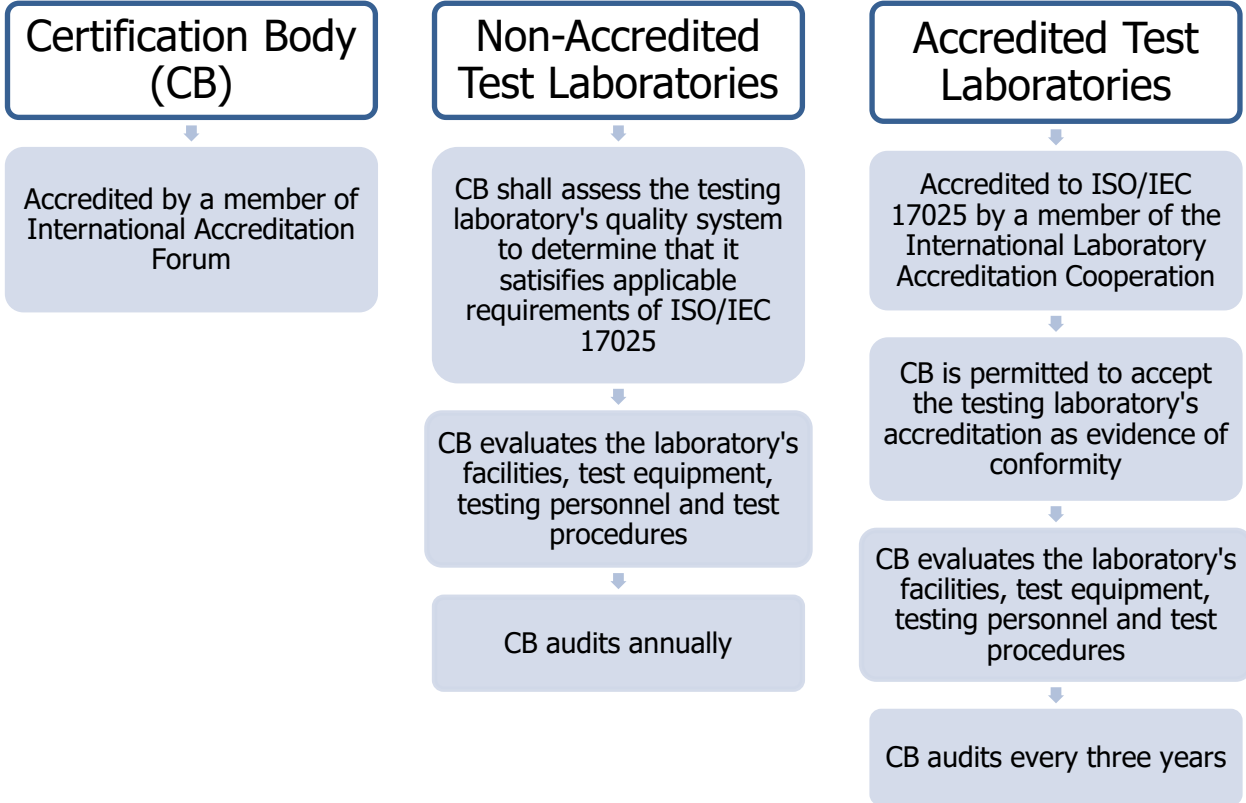 Certification Body
(CB)
Accredited by a member of
International Accreditation
Forum
Non-Accredited
Test Laboratories
CB shall assess the testing
laboratory's quality system
to determine that it
satisifies applicable
requirements of ISO/IEC
17025
CB evaluates the laboratory's
facilities, test equipment,
testing personnel and test
procedures
CB audits annually
Accredited Test
Laboratories
Accredited to ISO/IEC
17025 by a member of the
International Laboratory
Accreditation Cooperation
CB is permitted to accept
the testing laboratory's
accreditation as evidence of
conformity
CB evaluates the laboratory's
facilities, test equipment,
testing personnel and test
procedures
CB audits every three years